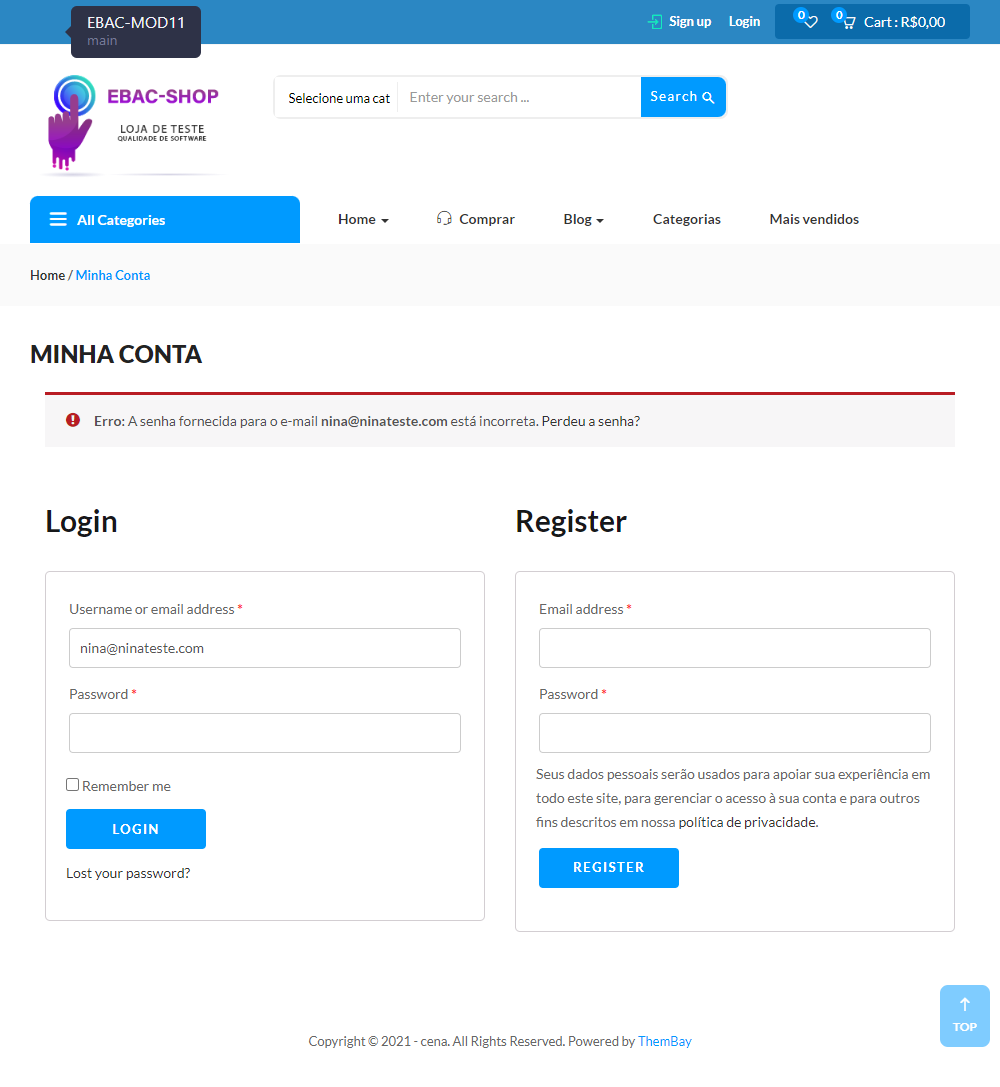 EBAC-MOD11
main
Sign up Login 0 0 Cart : R$0,00
EBAC-SHOP
LOJA DE TESTE
QUALIDADE DE SOFTWARE
Selecione uma cat Enter your search ... Search
All Categories Home Comprar Blog Categorias Mais vendidos
Home / Minha Conta
MINHA CONTA
Erro: A senha fornecida para o e-mail nina@ninateste.com está incorreta. Perdeu a senha?
Login
Username or email address *
nina@ninateste.com
Password *
Remember me
LOGIN
Lost your password?
Register
Email address *
Password *
Seus dados pessoais serão usados para apoiar sua experiência em
todo este site, para gerenciar o acesso à sua conta e para outros
fins descritos em nossa política de privacidade.
REGISTER
TOP
Copyright © 2021 - cena. All Rights Reserved. Powered by ThemBay